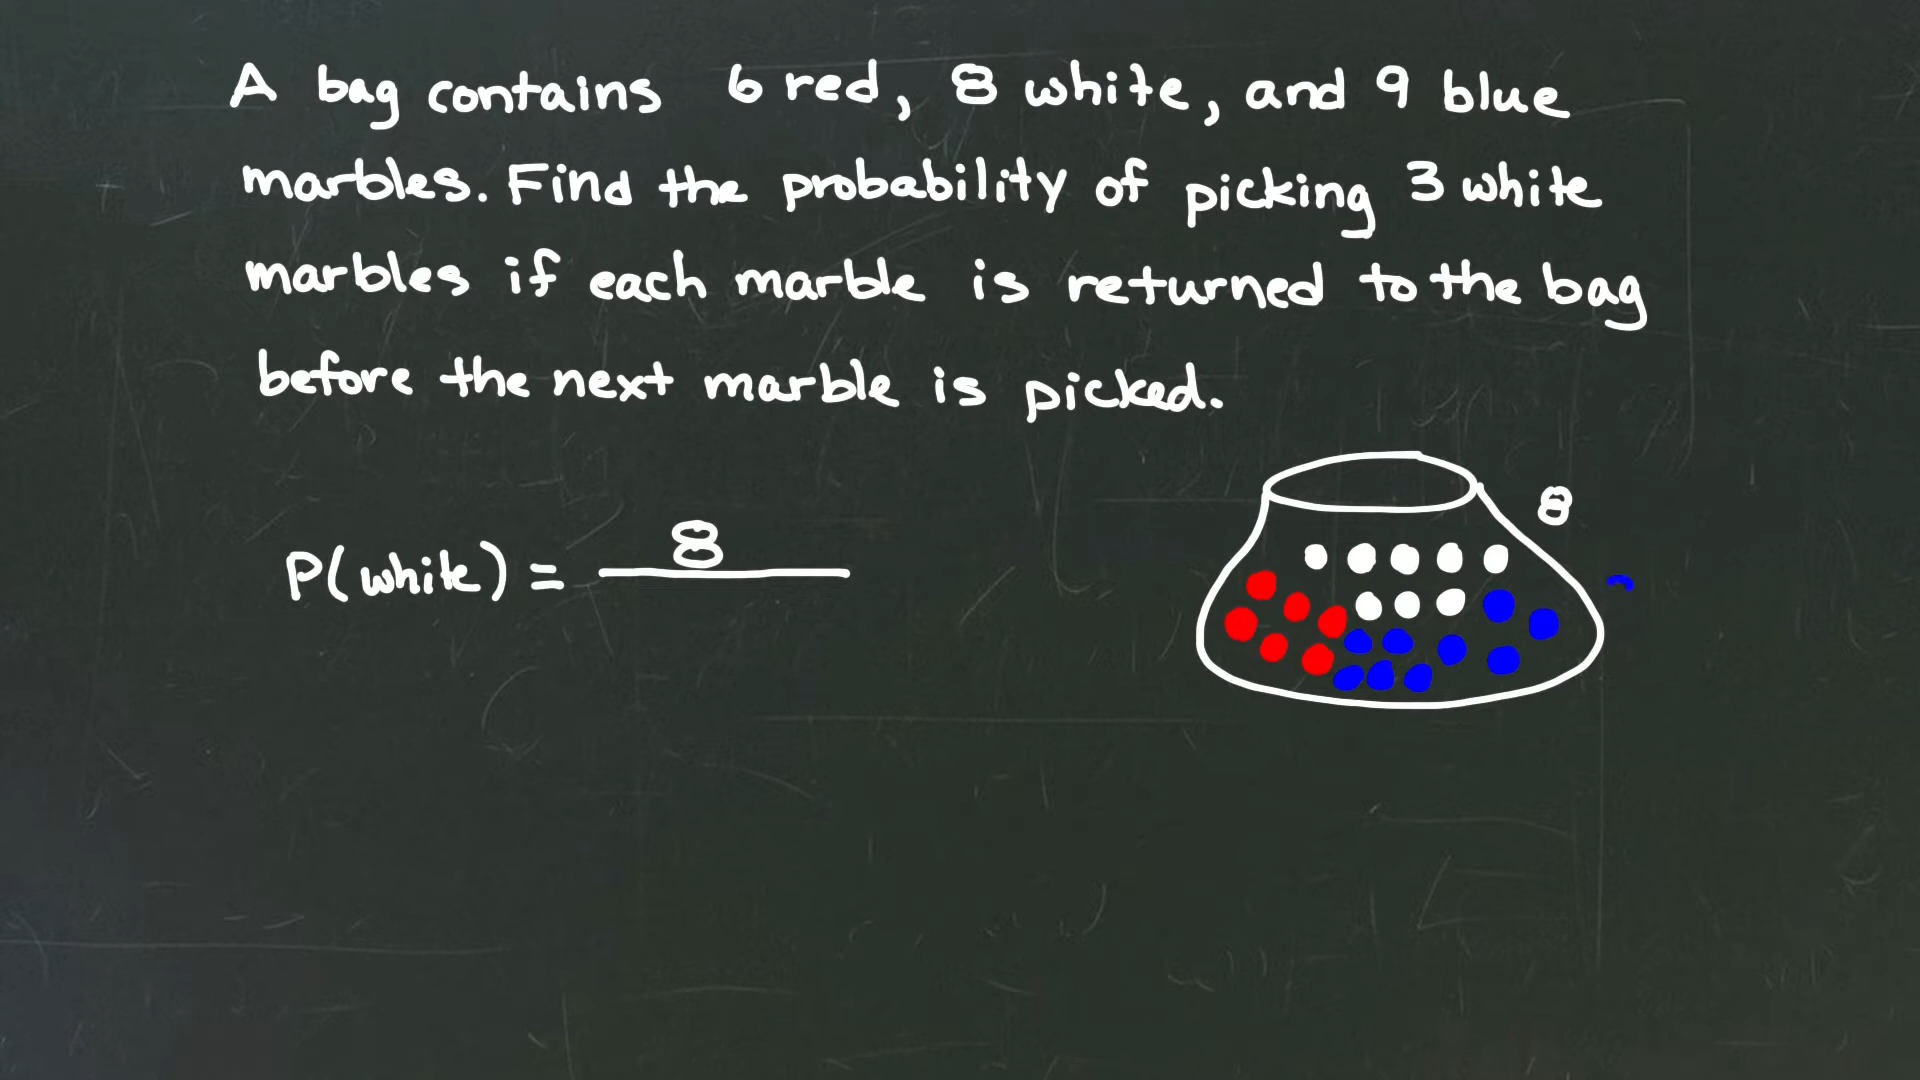 A bag contains 6 red, 8 white, and 9 blue
marbles. Find the probability of picking 3 white
marbles if each marble is returned to the bag
before the next marble is picked.
8
P(white) = 8